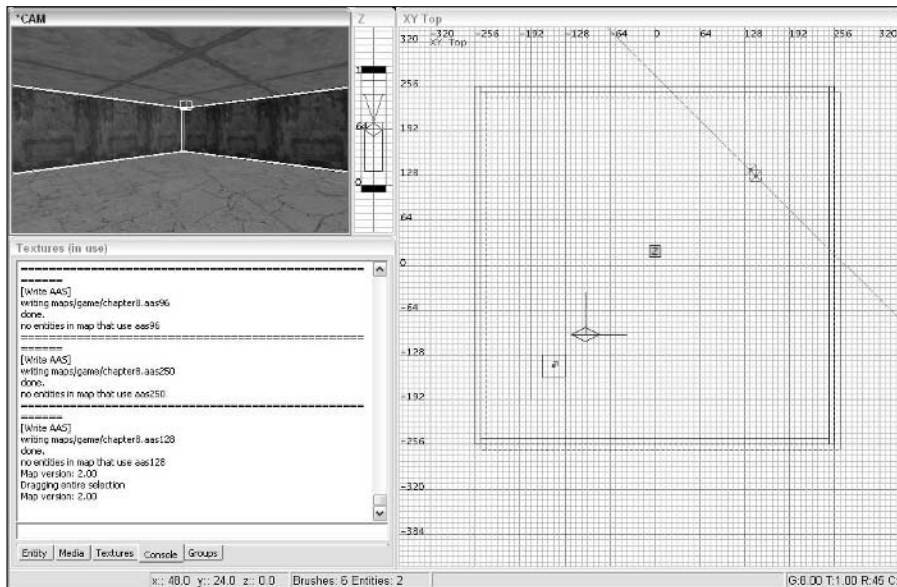 *CAM
Z
XY Top
320 -320 -256 -192 -128 -64 0 64 128 192 256 320
XY Top
256
192
128
64
0
-64
-128
-192
-256
-320
-384
1
64
0
Z
Textures (in use)
==================================================
======
[Write AAS]
writing maps/game/chapter8.aas96
done.
no entities in map that use aas96
==================================================
======
[Write AAS]
writing maps/game/chapter8.aas250
done.
no entities in map that use aas250
==================================================
======
[Write AAS]
writing maps/game/chapter8.aas128
done.
no entities in map that use aas128
Map version: 2.00
Dragging entire selection
Map version: 2.00
Entity Media Textures Console Groups
x:: 48.0 y:: 24.0 z:: 0.0 Brushes: 6 Entities: 2 G:8.00 T:1.00 R:45 C: